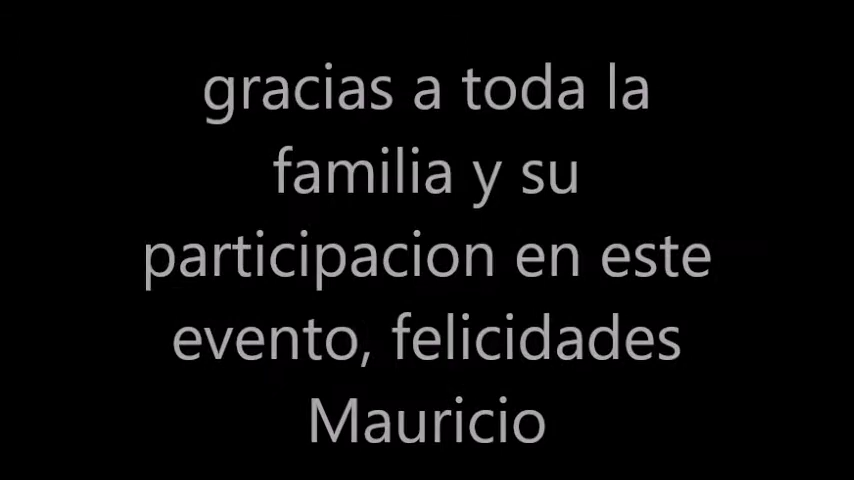 gracias a toda la
familia y su
participacion en este
evento, felicidades
Mauricio